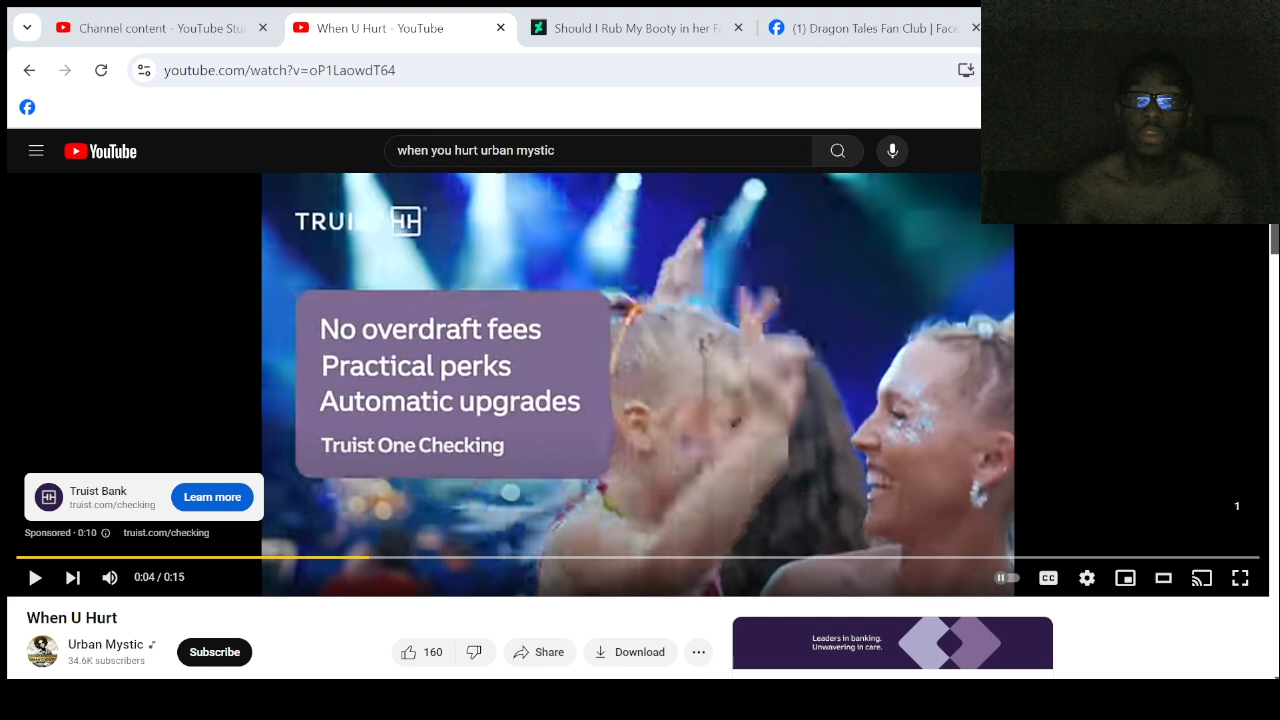 Channel content - YouTube Stu
When U Hurt - YouTube
Should I Rub My Booty in her F
(1) Dragon Tales Fan Club | Face
youtube.com/watch?v=oP1LaowdT64
YouTube
when you hurt urban mystic
TRUIST
No overdraft fees
Practical perks
Automatic upgrades
Truist One Checking
Truist Bank
truist.com/checking
Learn more
Sponsored · 0:10
truist.com/checking
1
0:04 / 0:15
CC
When U Hurt
Urban Mystic
34.6K subscribers
Subscribe
160
Share
Download
Leaders in banking.
Unwavering in care.